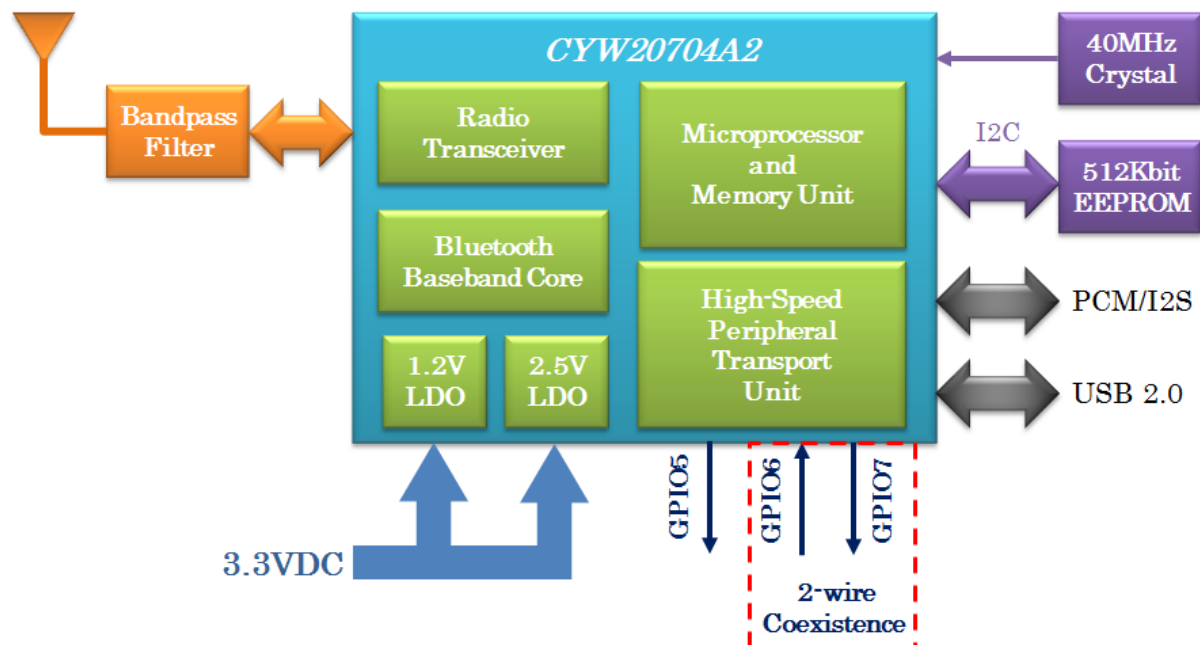 CYW20704A2
40MHz
Crystal
Bandpass
Filter
Radio
Transceiver
Microprocessor
and
Memory Unit
I2C
512Kbit
EEPROM
Bluetooth
Baseband Core
High-Speed
Peripheral
Transport
Unit
PCM/I2S
1.2V
LDO
2.5V
LDO
USB 2.0
GPIO5
GPIO6
GPIO7
3.3VDC
2-wire
Coexistence